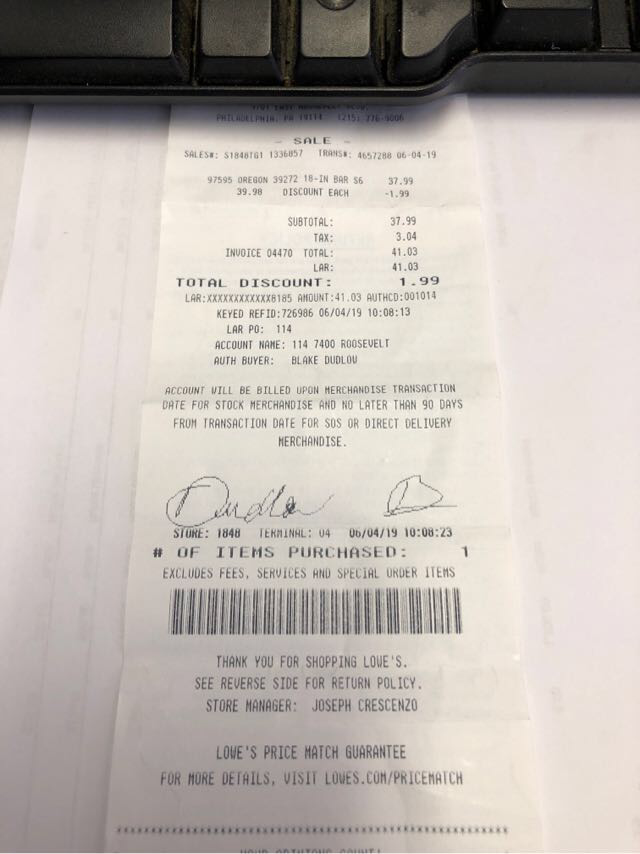 PHILADELPHIA, PA 19114 (215) 776-9006
- SALE -
SALES#: S1848TG1 1336857 TRANS#: 4657288 06-04-19
97595 OREGON 39272 18-IN BAR S6 37.99
39.98 DISCOUNT EACH -1.99
SUBTOTAL: 37.99
TAX: 3.04
INVOICE 04470 TOTAL: 41.03
LAR: 41.03
TOTAL DISCOUNT: 1.99
LAR:XXXXXXXXXXXX8185 AMOUNT:41.03 AUTHCD:001014
KEYED REFID:726986 06/04/19 10:08:13
LAR PO: 114
ACCOUNT NAME: 114 7400 ROOSEVELT
AUTH BUYER: BLAKE DUDLOW
ACCOUNT WILL BE BILLED UPON MERCHANDISE TRANSACTION
DATE FOR STOCK MERCHANDISE AND NO LATER THAN 90 DAYS
FROM TRANSACTION DATE FOR SOS OR DIRECT DELIVERY
MERCHANDISE.
STORE: 1848 TERMINAL: 04 06/04/19 10:08:23
# OF ITEMS PURCHASED: 1
EXCLUDES FEES, SERVICES AND SPECIAL ORDER ITEMS
THANK YOU FOR SHOPPING LOWE'S.
SEE REVERSE SIDE FOR RETURN POLICY.
STORE MANAGER: JOSEPH CRESCENZO
LOWE'S PRICE MATCH GUARANTEE
FOR MORE DETAILS, VISIT LOWES.COM/PRICEMATCH